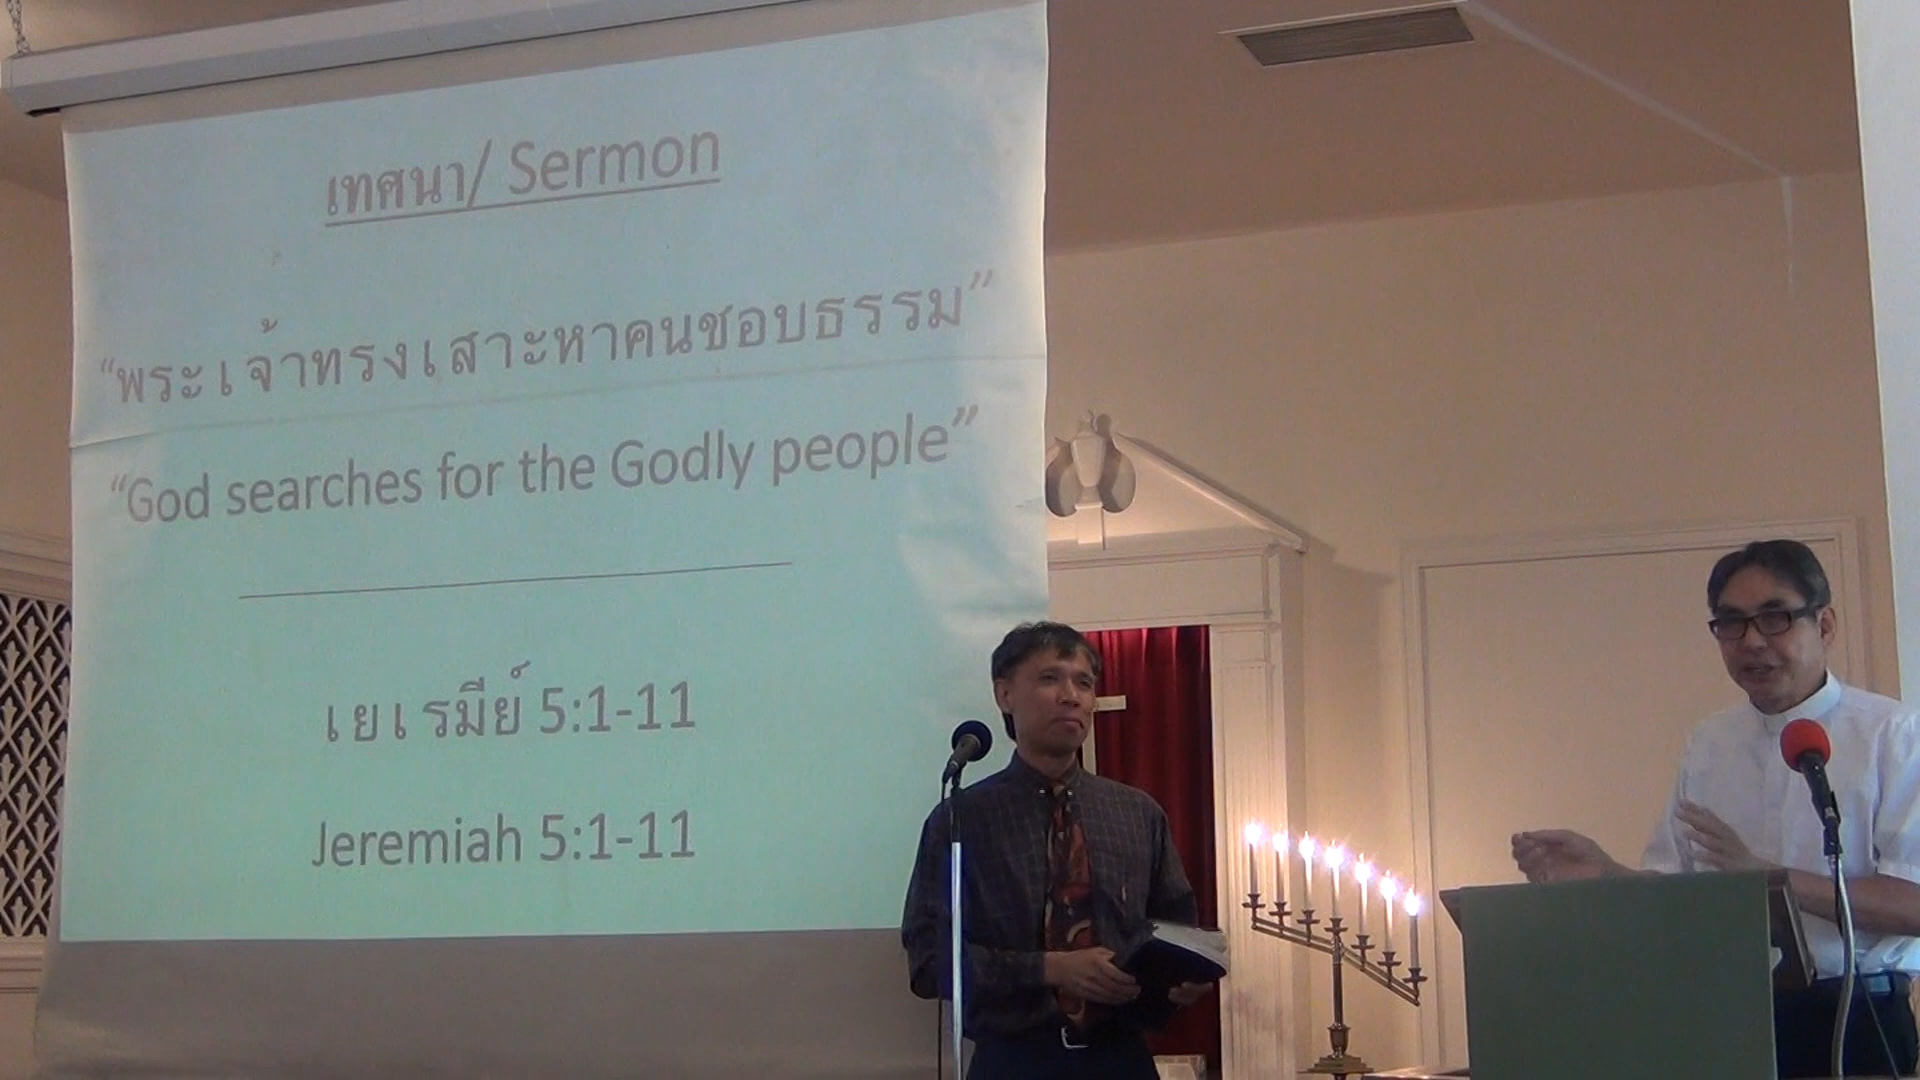 เทศนา/ Sermon
“พระเจ้าทรงเสาะหาคนชอบธรรม”
“God searches for the Godly people”
เยเรมีย์ 5:1-11
Jeremiah 5:1-11